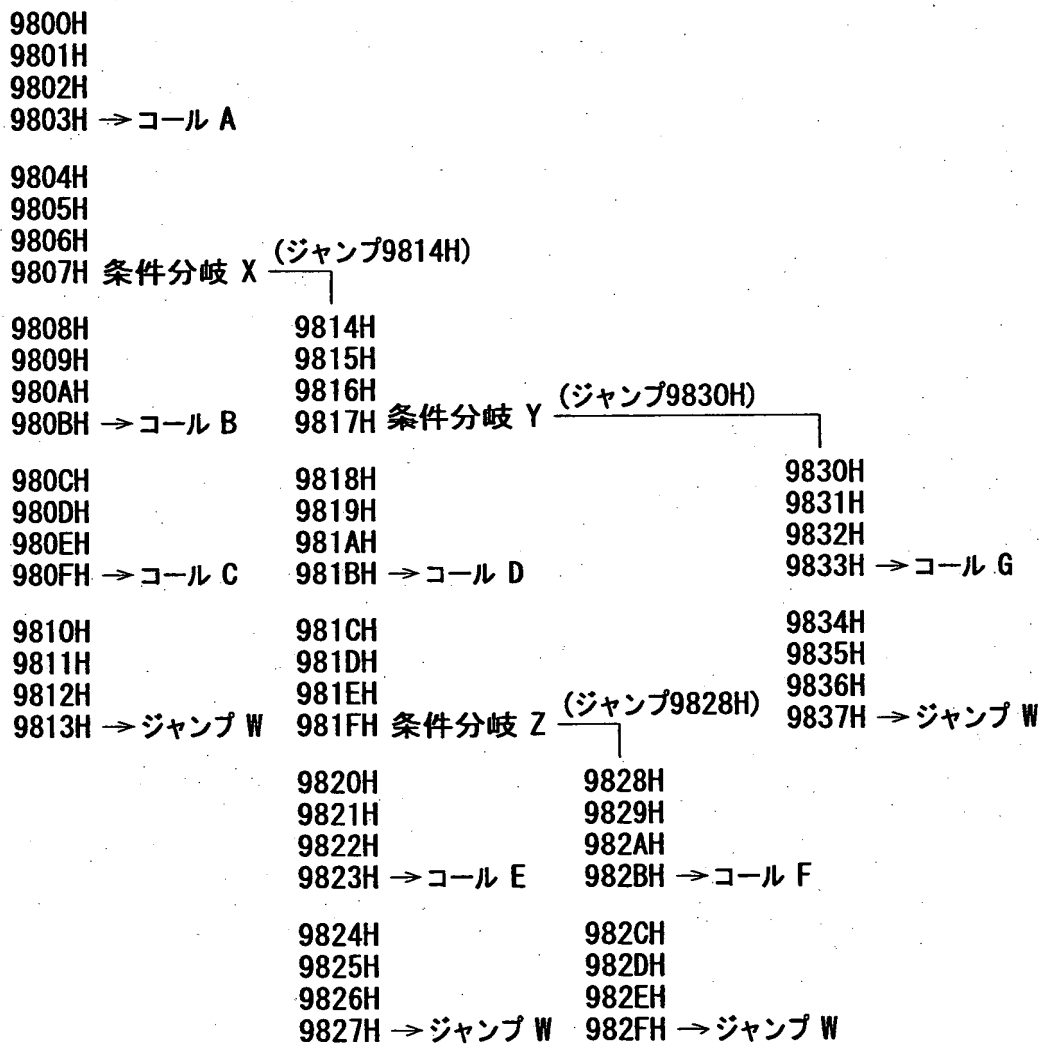 9800H
9801H
9802H
9803H → コール A
9804H
9805H
9806H
9807H 条件分岐 X (ジャンプ9814H)
9808H
9809H
980AH
980BH → コール B
980CH
980DH
980EH
980FH → コール C
9810H
9811H
9812H
9813H → ジャンプ W
9814H
9815H
9816H
9817H 条件分岐 Y (ジャンプ9830H)
9818H
9819H
981AH
981BH → コール D
981CH
981DH
981EH
981FH 条件分岐 Z (ジャンプ9828H)
9820H
9821H
9822H
9823H → コール E
9824H
9825H
9826H
9827H → ジャンプ W
9828H
9829H
982AH
982BH → コール F
982CH
982DH
982EH
982FH → ジャンプ W
9830H
9831H
9832H
9833H → コール G
9834H
9835H
9836H
9837H → ジャンプ W